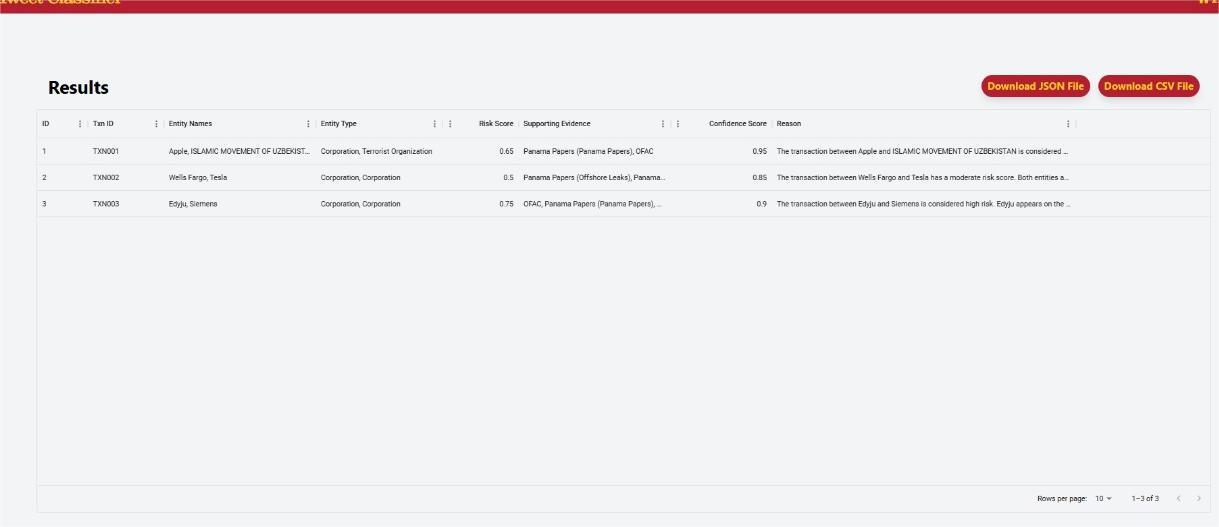 Tweet Classifier
Results
Download JSON File Download CSV File
ID Txn ID Entity Names Entity Type Risk Score Supporting Evidence Confidence Score Reason
1 TXN001 Apple, ISLAMIC MOVEMENT OF UZBEKIST... Corporation, Terrorist Organization 0.65 Panama Papers (Panama Papers), OFAC 0.95 The transaction between Apple and ISLAMIC MOVEMENT OF UZBEKISTAN is considered ...
2 TXN002 Wells Fargo, Tesla Corporation, Corporation 0.5 Panama Papers (Offshore Leaks), Panama... 0.85 The transaction between Wells Fargo and Tesla has a moderate risk score. Both entities a...
3 TXN003 Edyju, Siemens Corporation, Corporation 0.75 OFAC, Panama Papers (Panama Papers), ... 0.9 The transaction between Edyju and Siemens is considered high risk. Edyju appears on the ...
Rows per page: 10 1–3 of 3